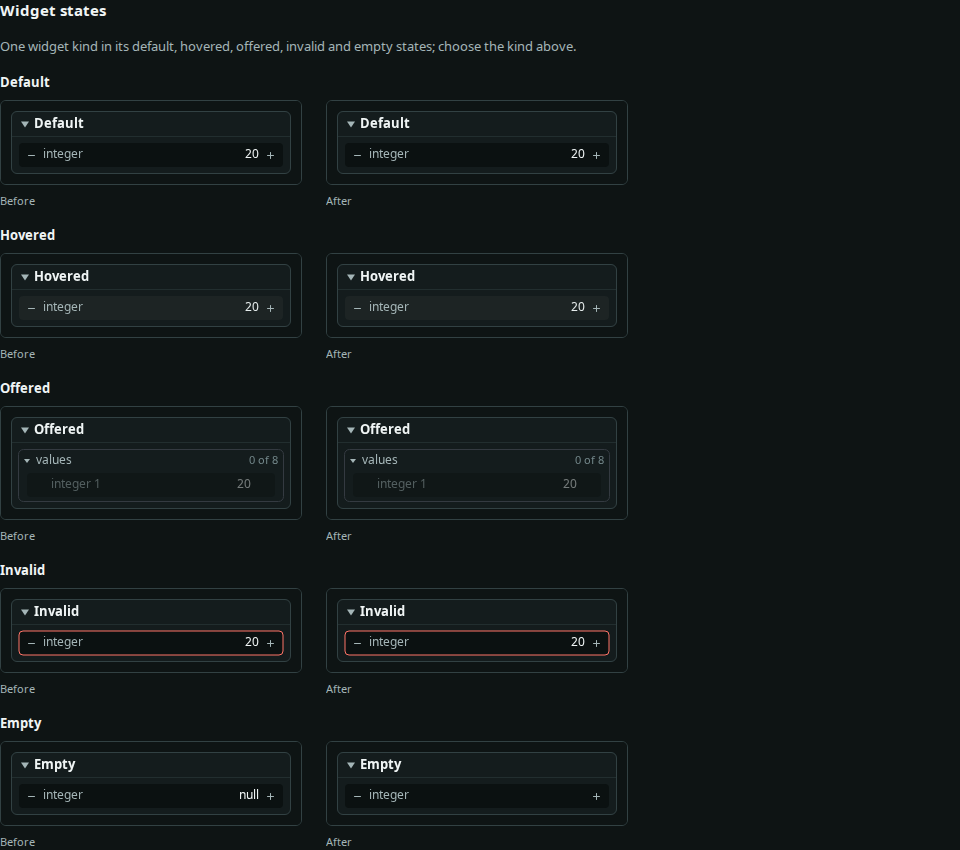 Widget states
One widget kind in its default, hovered, offered, invalid and empty states; choose the kind above.
Default
Default
– integer 20 +
Default
– integer 20 +
Before
After
Hovered
Hovered
– integer 20 +
Hovered
– integer 20 +
Before
After
Offered
Offered
values 0 of 8
integer 1 20
Offered
values 0 of 8
integer 1 20
Before
After
Invalid
Invalid
– integer 20 +
Invalid
– integer 20 +
Before
After
Empty
Empty
– integer null +
Empty
– integer +
Before
After